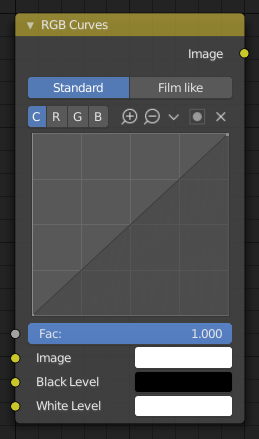 RGB Curves
Image
Standard Film like
C R G B
Fac: 1.000
Image
Black Level
White Level